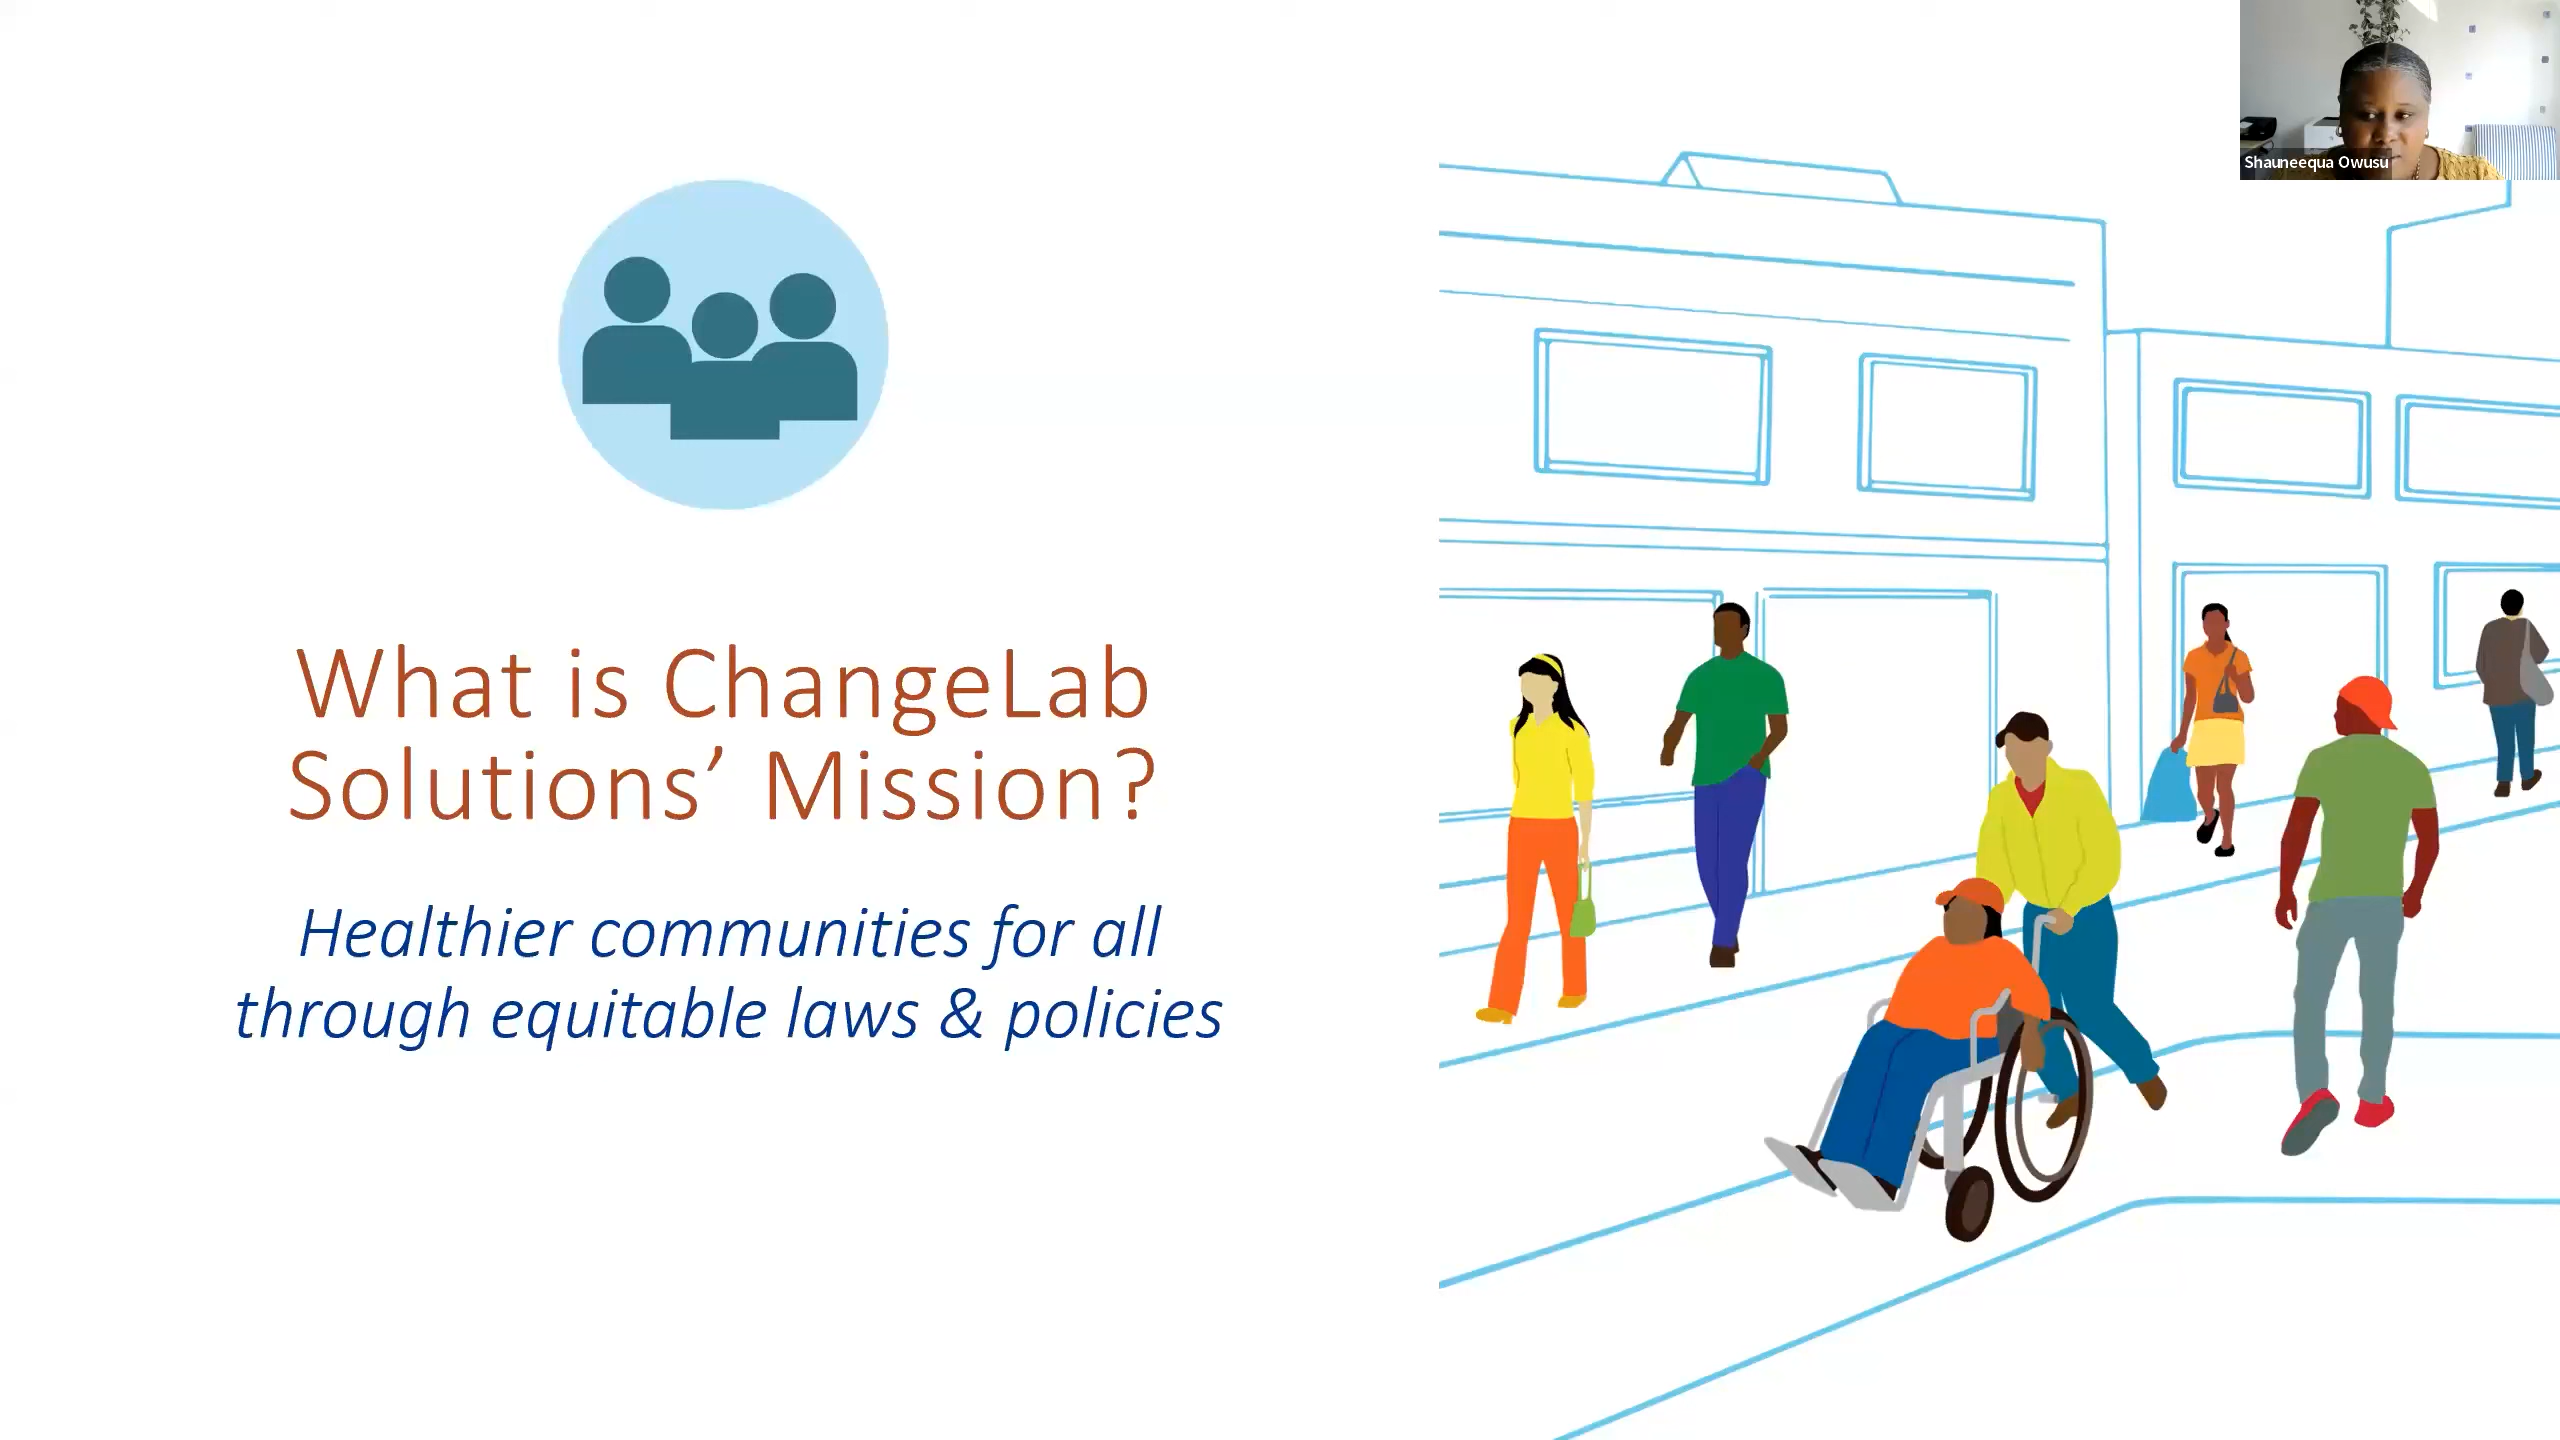 Shauneequa Owusu
What is ChangeLab
Solutions’ Mission?
Healthier communities for all
through equitable laws & policies